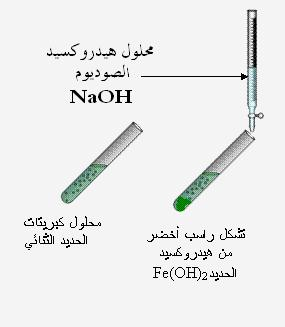 محلول هيدروكسيد
الصوديوم
NaOH
محلول كبريتات
الحديد الثنائي
تشكل راسب أخضر
من هيدروكسيد
الحديد Fe(OH)2